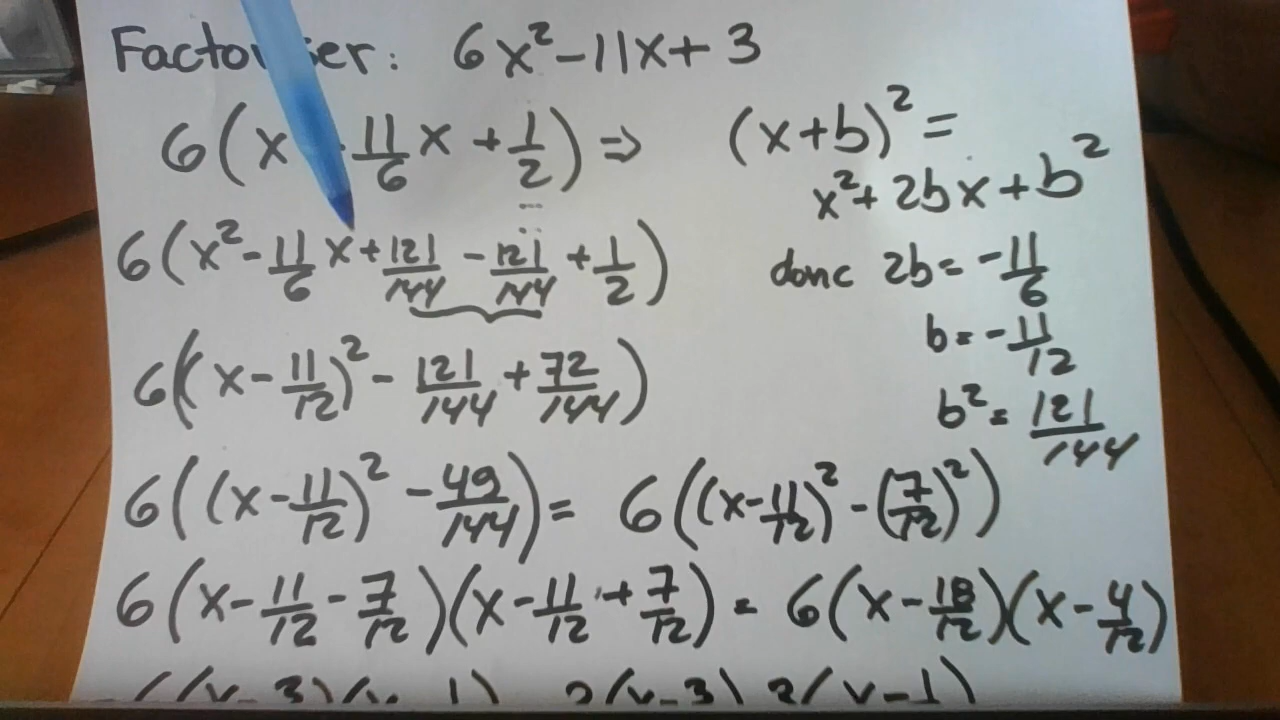 Factoriser: 6x²-11x+3
6(x - 11/6 x + 1/2) ⇒ (x+b)² =
x²+2bx+b²
6(x² - 11/6 x + 121/144 - 121/144 + 1/2) donc 2b = -11/6
b = -11/12
6((x - 11/12)² - 121/144 + 72/144) b² = 121/144
6((x - 11/12)² - 49/144) = 6((x - 11/12)² - (7/12)²)
6(x - 11/12 - 7/12)(x - 11/12 + 7/12) = 6(x - 18/12)(x - 4/12)